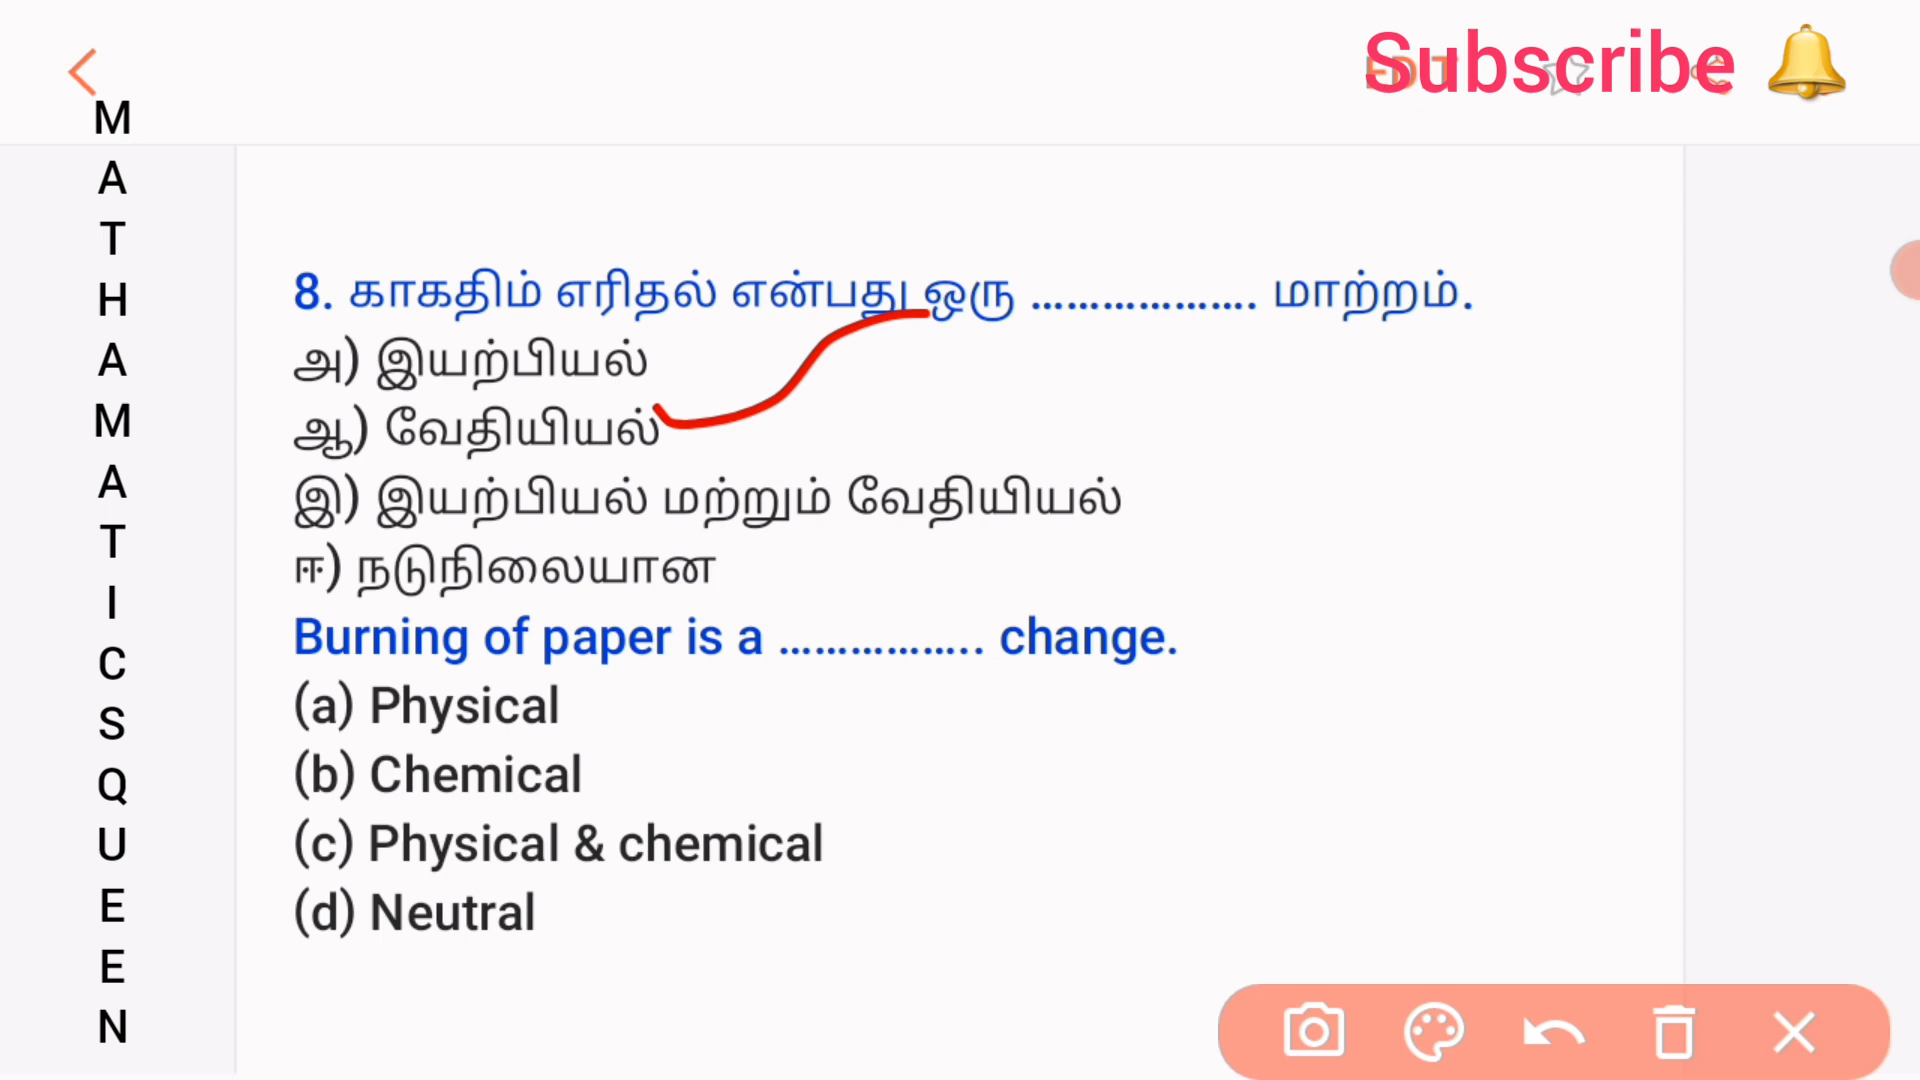 Subscribe 🔔
MATHAMATICSQUEEN
8. காகதிம் எரிதல் என்பது ஒரு ................... மாற்றம்.
அ) இயற்பியல்
ஆ) வேதியியல்
இ) இயற்பியல் மற்றும் வேதியியல்
ஈ) நடுநிலையான
Burning of paper is a ................. change.
(a) Physical
(b) Chemical
(c) Physical & chemical
(d) Neutral